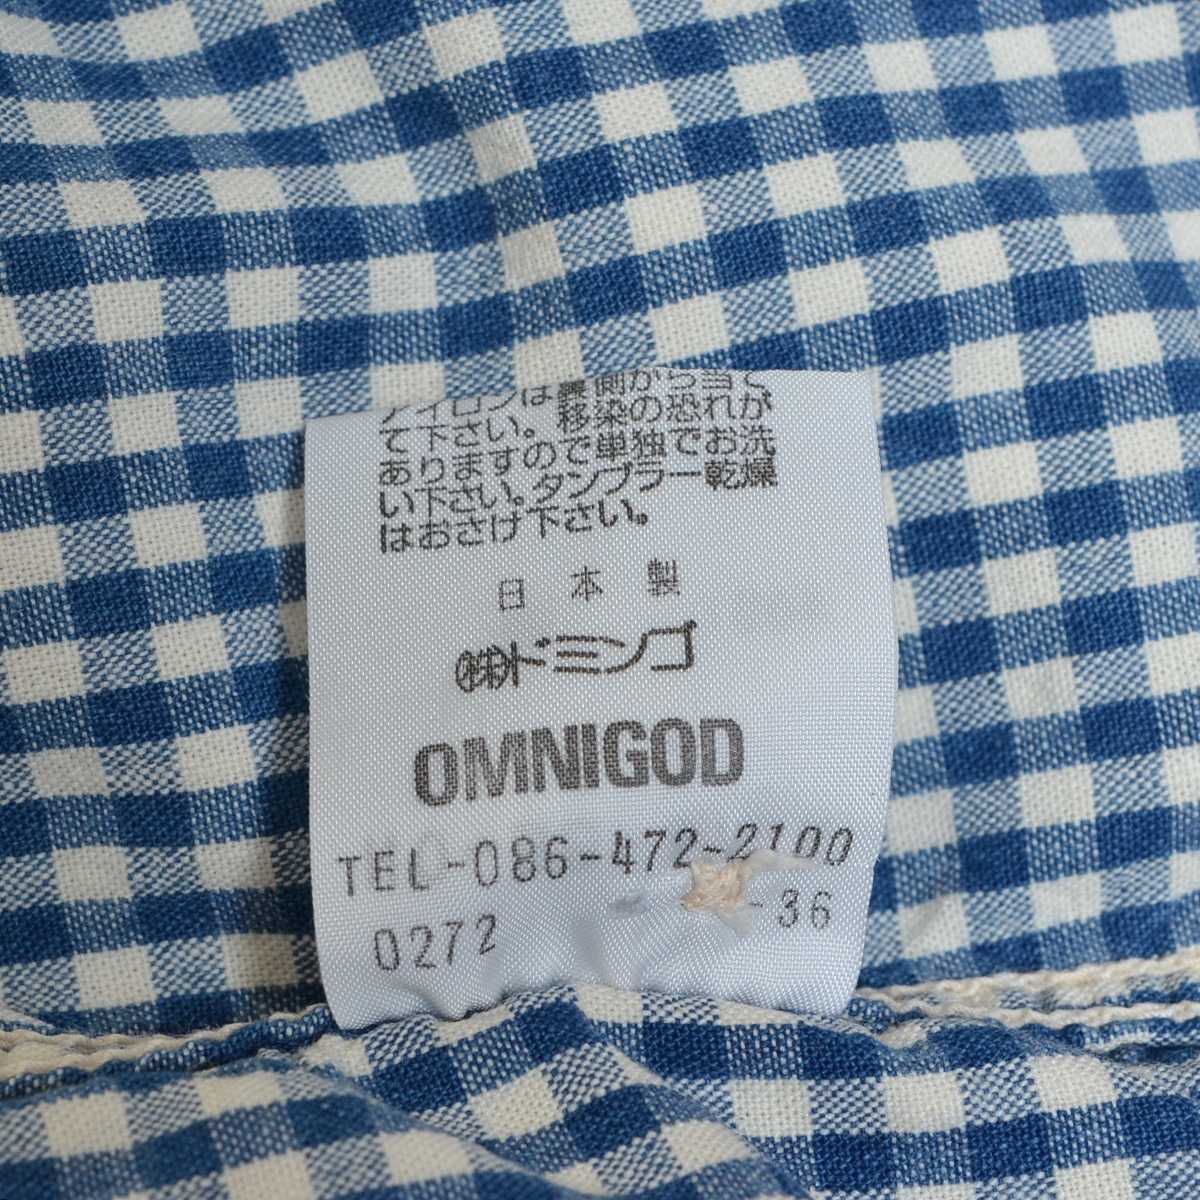 アイロンは裏側から当て
て下さい。移染の恐れが
ありますので単独でお洗
い下さい。タンブラー乾燥
はおさけ下さい。
日本製
㈱ドミンゴ
OMNIGOD
TEL-086-472-2100
0272 -36